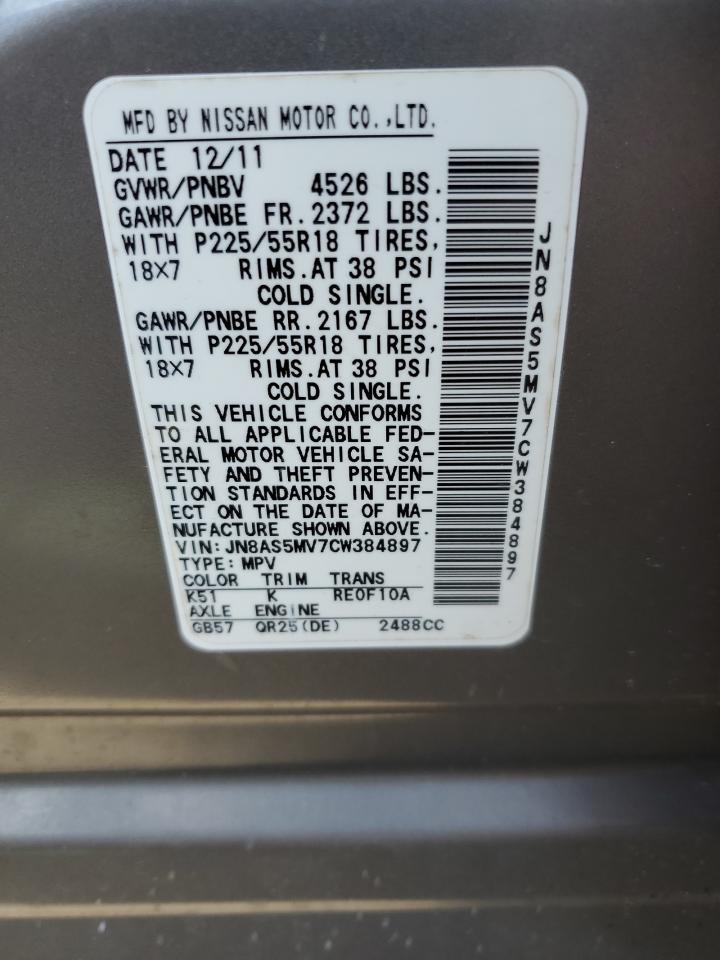 MFD BY NISSAN MOTOR CO.,LTD.
DATE 12/11
GVWR/PNBV 4526 LBS.
GAWR/PNBE FR.2372 LBS.
WITH P225/55R18 TIRES,
18×7 RIMS.AT 38 PSI
COLD SINGLE.
GAWR/PNBE RR.2167 LBS.
WITH P225/55R18 TIRES,
18×7 RIMS.AT 38 PSI
COLD SINGLE.
THIS VEHICLE CONFORMS
TO ALL APPLICABLE FED-
ERAL MOTOR VEHICLE SA-
FETY AND THEFT PREVEN-
TION STANDARDS IN EFF-
ECT ON THE DATE OF MA-
NUFACTURE SHOWN ABOVE.
VIN:JN8AS5MV7CW384897
TYPE:MPV
COLOR TRIM TRANS
K51 K RE0F10A
AXLE ENGINE
GB57 QR25(DE) 2488CC
JN8AS5MV7CW384897